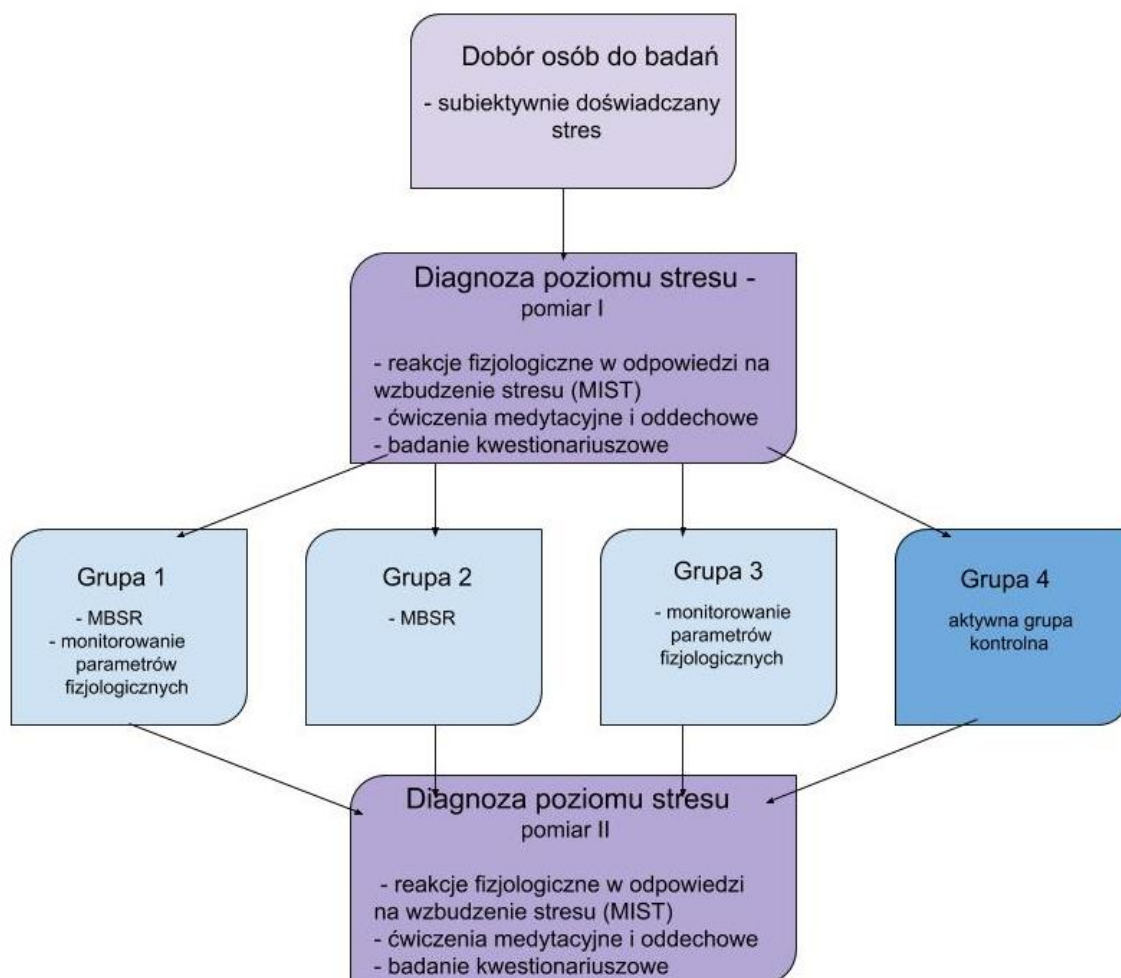 Dobór osób do badań
- subiektywnie doświadczany
stres
Diagnoza poziomu stresu -
pomiar I
- reakcje fizjologiczne w odpowiedzi na
wzbudzenie stresu (MIST)
- ćwiczenia medytacyjne i oddechowe
- badanie kwestionariuszowe
Grupa 1
- MBSR
- monitorowanie
parametrów
fizjologicznych
Grupa 2
- MBSR
Grupa 3
- monitorowanie
parametrów
fizjologicznych
Grupa 4
aktywna grupa
kontrolna
Diagnoza poziomu stresu
pomiar II
- reakcje fizjologiczne w odpowiedzi
na wzbudzenie stresu (MIST)
- ćwiczenia medytacyjne i oddechowe
- badanie kwestionariuszowe